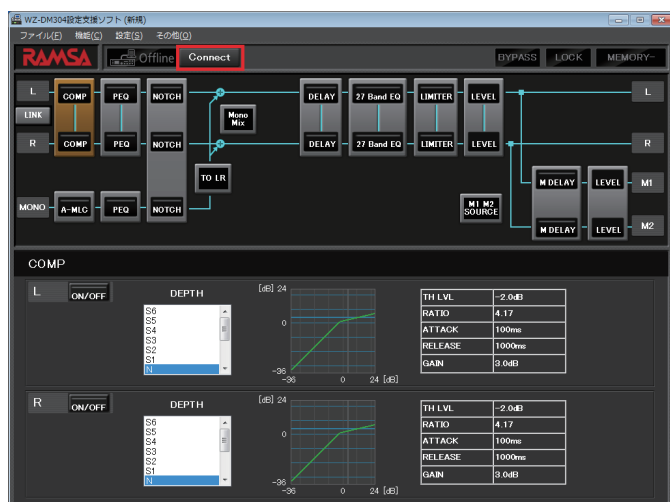 WZ-DM304設定支援ソフト (新規)
ファイル(F) 機能(C) 設定(S) その他(O)
RAMSA Offline Connect BYPASS LOCK MEMORY-
L COMP PEQ NOTCH DELAY 27 Band EQ LIMITER LEVEL L
LINK Mono Mix
R COMP PEQ NOTCH DELAY 27 Band EQ LIMITER LEVEL R
TO LR M DELAY LEVEL M1
MONO A-MLC PEQ NOTCH M1 M2 SOURCE
M DELAY LEVEL M2
COMP
L ON/OFF DEPTH
S6
S5
S4
S3
S2
S1
N
[dB] 24
0
-36
-36 0 24 [dB]
TH LVL -2.0dB
RATIO 4.17
ATTACK 100ms
RELEASE 1000ms
GAIN 3.0dB
R ON/OFF DEPTH
S6
S5
S4
S3
S2
S1
N
[dB] 24
0
-36
-36 0 24 [dB]
TH LVL -2.0dB
RATIO 4.17
ATTACK 100ms
RELEASE 1000ms
GAIN 3.0dB